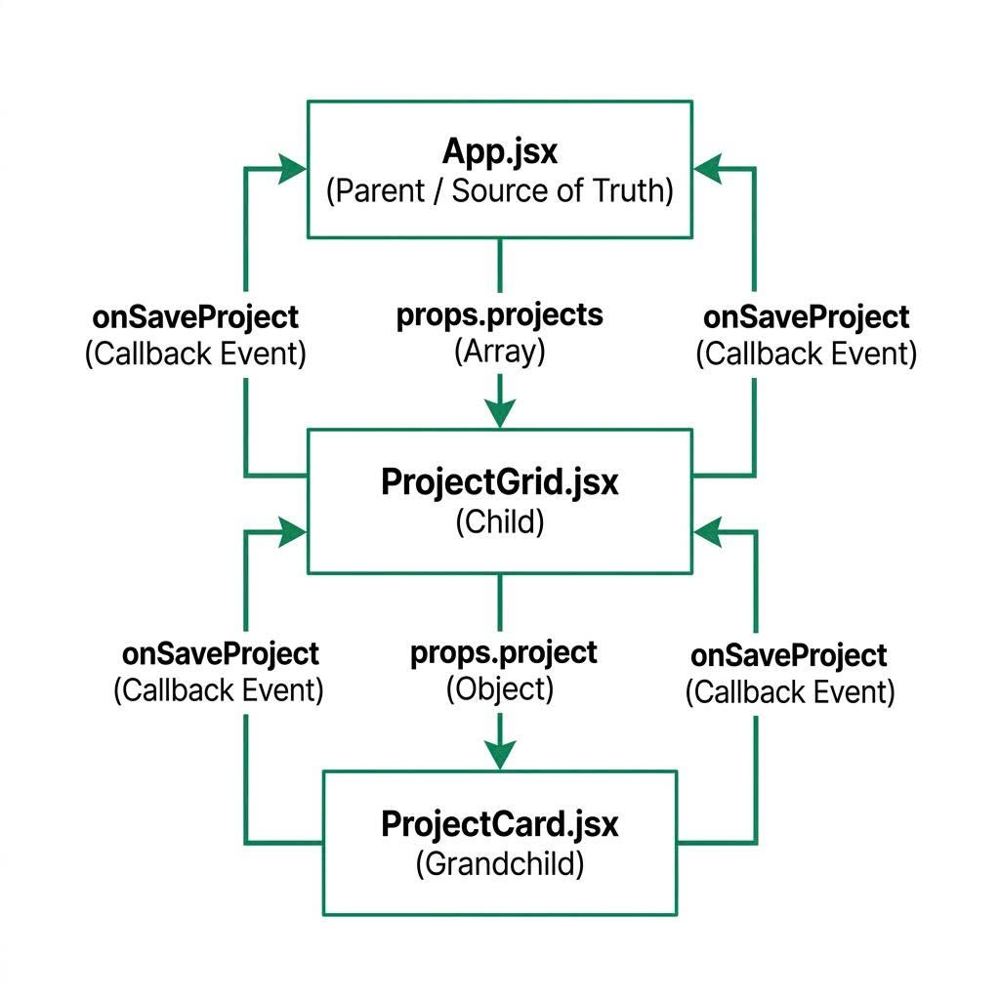 App.jsx
(Parent / Source of Truth)
onSaveProject
(Callback Event)
props.projects
(Array)
onSaveProject
(Callback Event)
ProjectGrid.jsx
(Child)
onSaveProject
(Callback Event)
props.project
(Object)
onSaveProject
(Callback Event)
ProjectCard.jsx
(Grandchild)